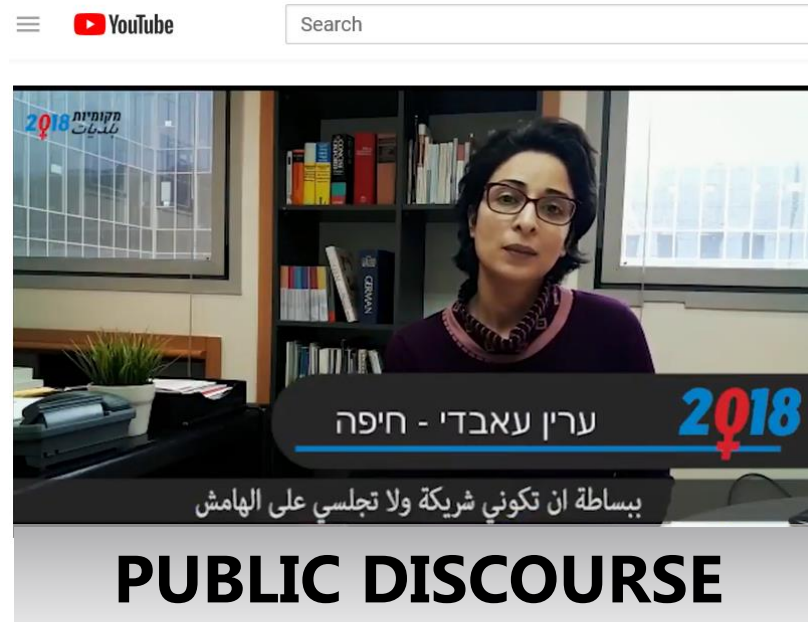 YouTube
Search
2018 מקומיות
بلديات
GERMAN
ערין עאבדי - חיפה
2018
ببساطة ان تكوني شريكة ولا تجلسي على الهامش
PUBLIC DISCOURSE